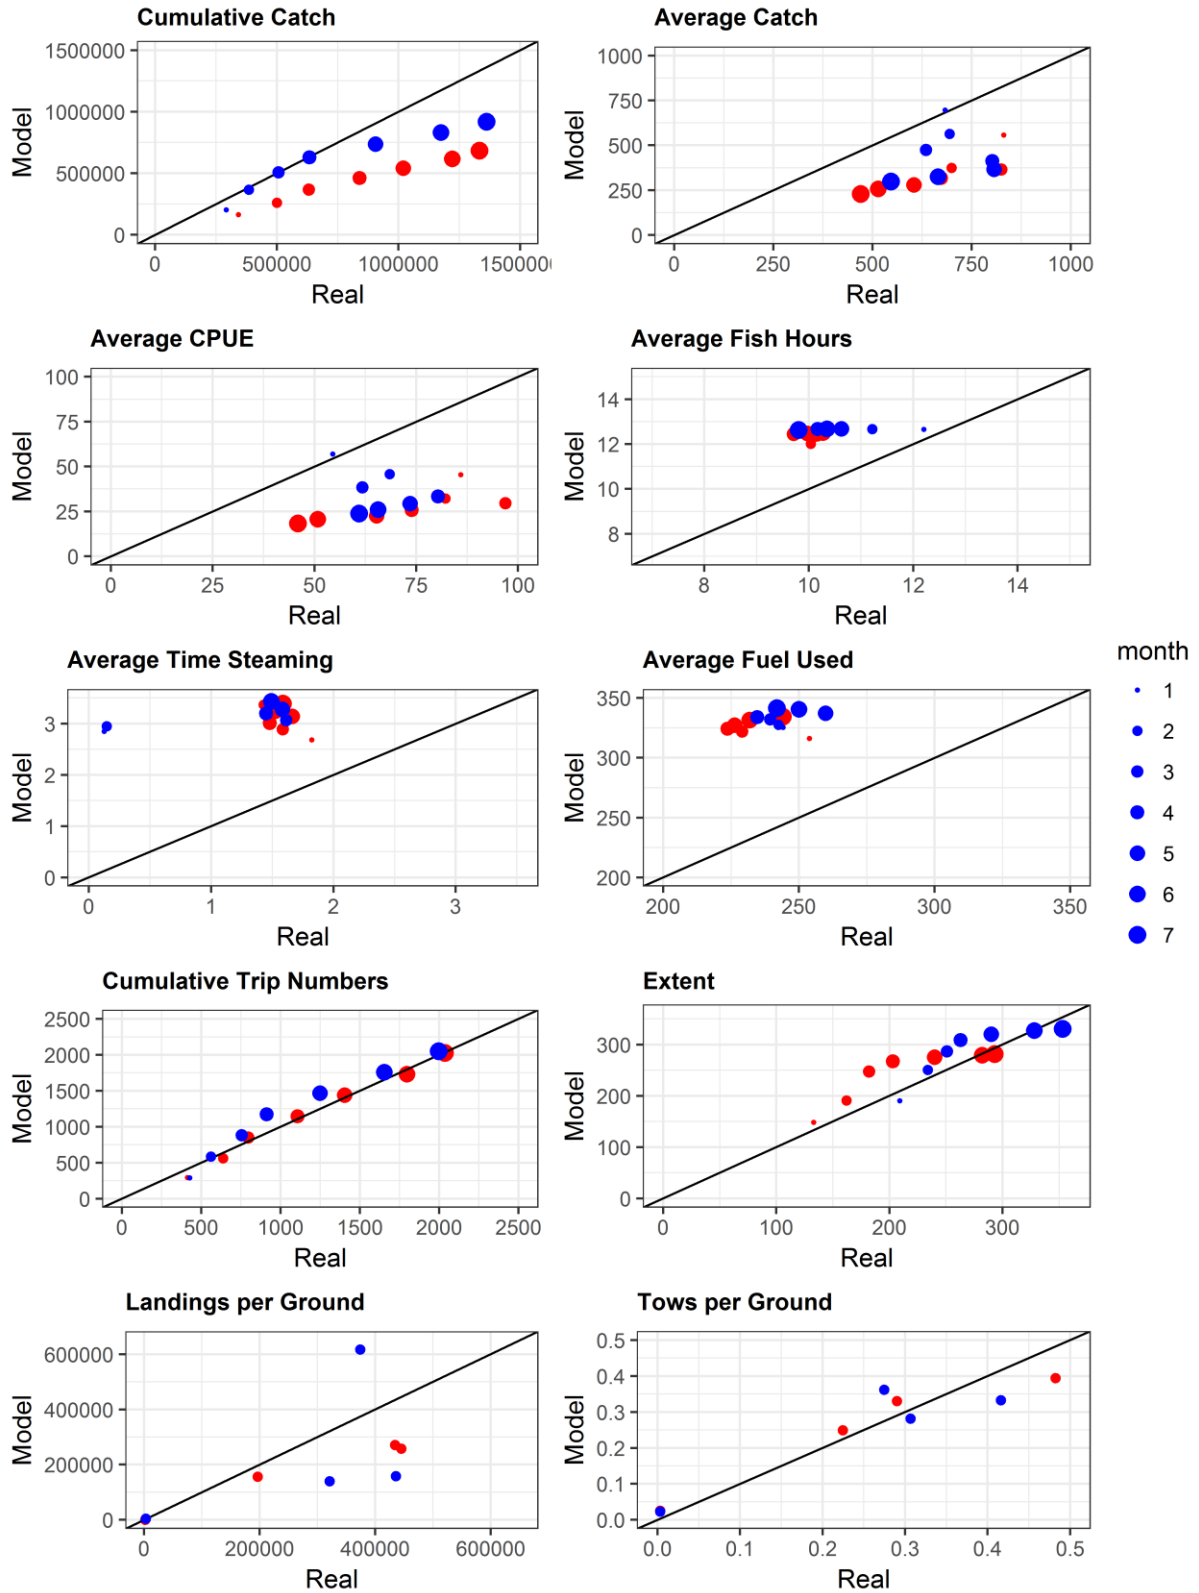 Cumulative Catch
1500000
1000000
500000
0
Model
0 500000 1000000 1500000
Real
Average Catch
1000
750
500
250
0
Model
0 250 500 750 1000
Real
Average CPUE
100
75
50
25
0
Model
0 25 50 75 100
Real
Average Fish Hours
14
12
10
8
Model
8 10 12 14
Real
Average Time Steaming
3
2
1
0
Model
0 1 2 3
Real
Average Fuel Used
350
300
250
200
Model
200 250 300 350
Real
month
1
2
3
4
5
6
7
Cumulative Trip Numbers
2500
2000
1500
1000
500
0
Model
0 500 1000 1500 2000 2500
Real
Extent
300
200
100
0
Model
0 100 200 300
Real
Landings per Ground
600000
400000
200000
0
Model
0 200000 400000 600000
Real
Tows per Ground
0.5
0.4
0.3
0.2
0.1
0.0
Model
0.0 0.1 0.2 0.3 0.4 0.5
Real